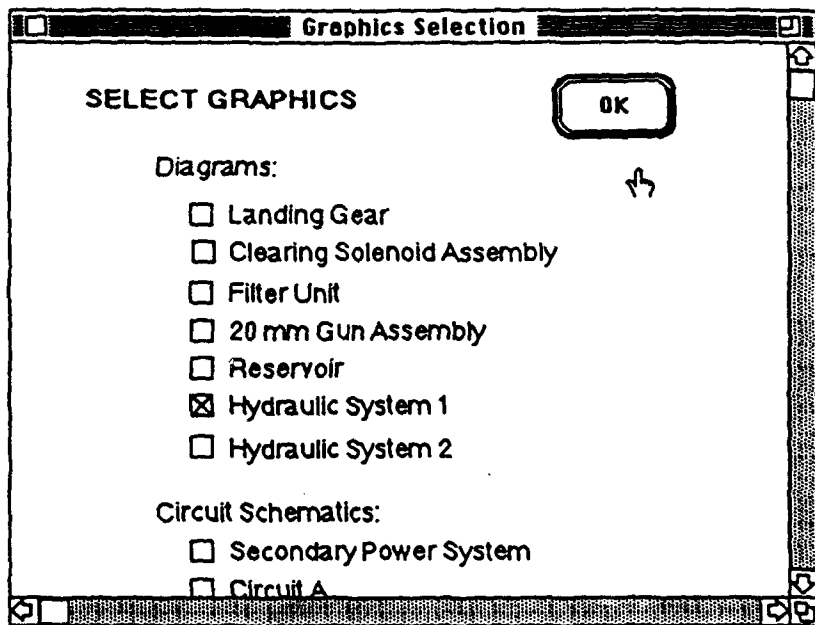 Graphics Selection
SELECT GRAPHICS
OK
Diagrams:
Landing Gear
Clearing Solenoid Assembly
Filter Unit
20 mm Gun Assembly
Reservoir
Hydraulic System 1
Hydraulic System 2
Circuit Schematics:
Secondary Power System
Circuit A